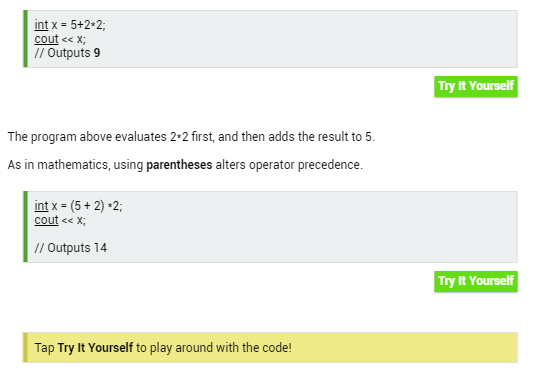 int x = 5+2*2;
cout << x;
// Outputs 9
Try It Yourself
The program above evaluates 2*2 first, and then adds the result to 5.
As in mathematics, using parentheses alters operator precedence.
int x = (5 + 2) *2;
cout << x;
// Outputs 14
Try It Yourself
Tap Try It Yourself to play around with the code!